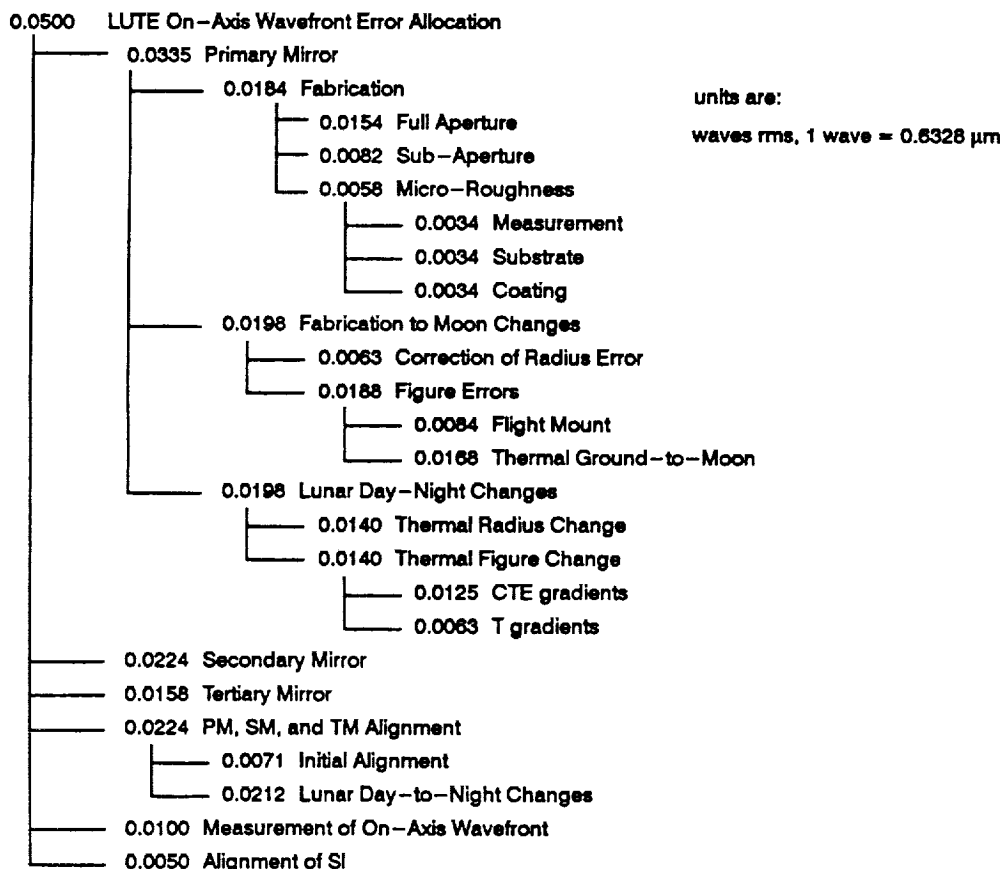 0.0500 LUTE On-Axis Wavefront Error Allocation
0.0335 Primary Mirror
0.0184 Fabrication
units are:
0.0154 Full Aperture
waves rms, 1 wave = 0.6328 μm
0.0082 Sub-Aperture
0.0058 Micro-Roughness
0.0034 Measurement
0.0034 Substrate
0.0034 Coating
0.0198 Fabrication to Moon Changes
0.0063 Correction of Radius Error
0.0188 Figure Errors
0.0084 Flight Mount
0.0168 Thermal Ground-to-Moon
0.0198 Lunar Day-Night Changes
0.0140 Thermal Radius Change
0.0140 Thermal Figure Change
0.0125 CTE gradients
0.0063 T gradients
0.0224 Secondary Mirror
0.0158 Tertiary Mirror
0.0224 PM, SM, and TM Alignment
0.0071 Initial Alignment
0.0212 Lunar Day-to-Night Changes
0.0100 Measurement of On-Axis Wavefront
0.0050 Alignment of SI